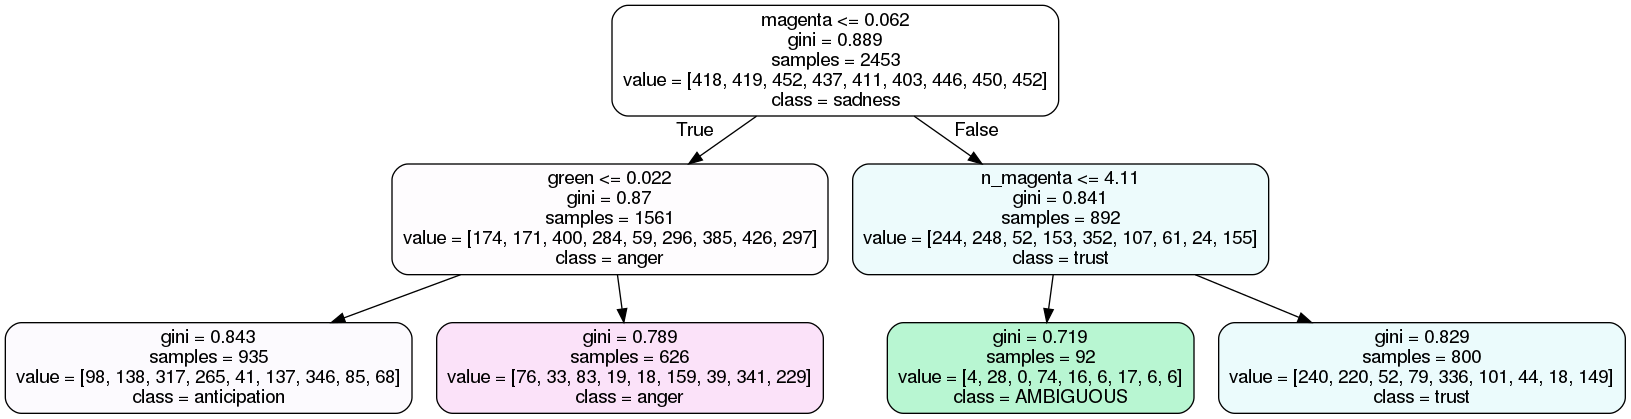 magenta <= 0.062
gini = 0.889
samples = 2453
value = [418, 419, 452, 437, 411, 403, 446, 450, 452]
class = sadness
True
False
green <= 0.022
gini = 0.87
samples = 1561
value = [174, 171, 400, 284, 59, 296, 385, 426, 297]
class = anger
n_magenta <= 4.11
gini = 0.841
samples = 892
value = [244, 248, 52, 153, 352, 107, 61, 24, 155]
class = trust
gini = 0.843
samples = 935
value = [98, 138, 317, 265, 41, 137, 346, 85, 68]
class = anticipation
gini = 0.789
samples = 626
value = [76, 33, 83, 19, 18, 159, 39, 341, 229]
class = anger
gini = 0.719
samples = 92
value = [4, 28, 0, 74, 16, 6, 17, 6, 6]
class = AMBIGUOUS
gini = 0.829
samples = 800
value = [240, 220, 52, 79, 336, 101, 44, 18, 149]
class = trust